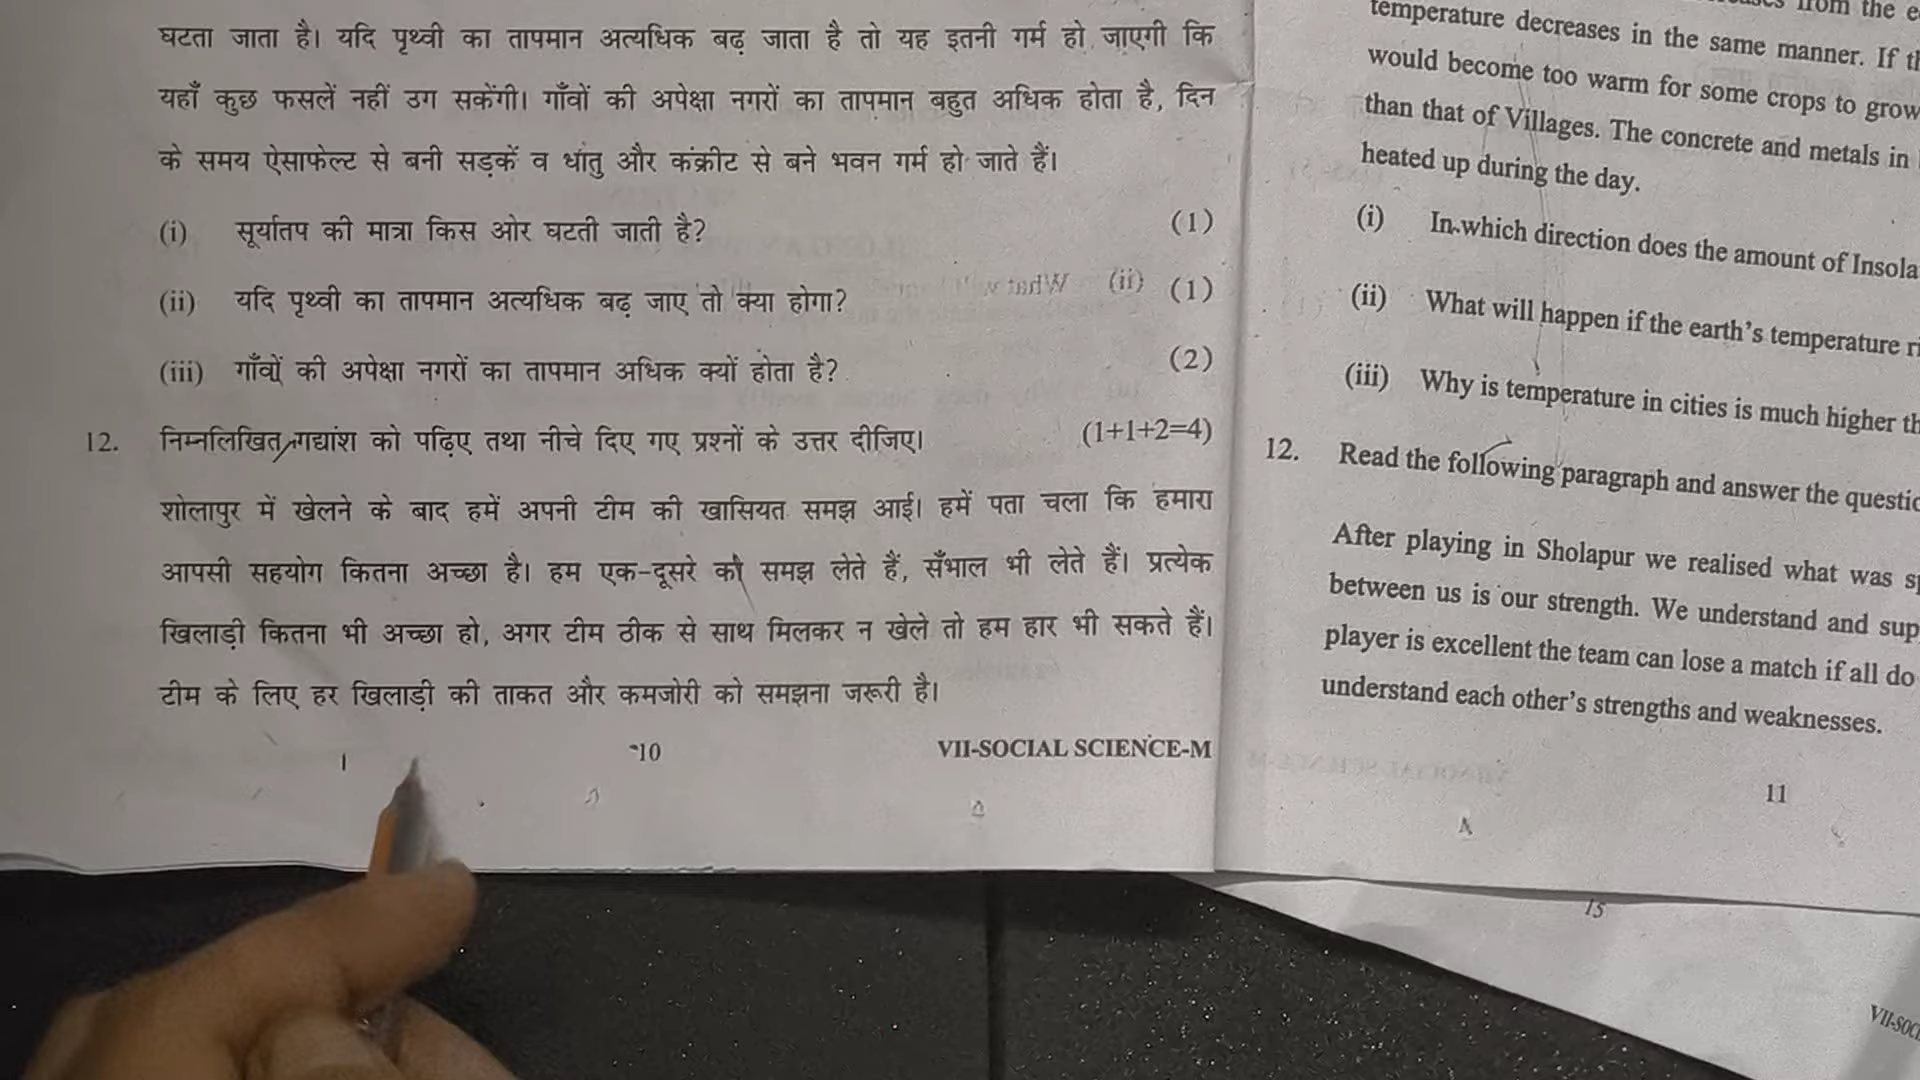 घटता जाता है। यदि पृथ्वी का तापमान अत्यधिक बढ़ जाता है तो यह इतनी गर्म हो जाएगी कि
यहाँ कुछ फसलें नहीं उग सकेंगी। गाँवों की अपेक्षा नगरों का तापमान बहुत अधिक होता है, दिन
के समय ऐसाफेल्ट से बनी सड़कें व धातु और कंक्रीट से बने भवन गर्म हो जाते हैं।
(i) सूर्यातप की मात्रा किस ओर घटती जाती है? (1)
(ii) यदि पृथ्वी का तापमान अत्यधिक बढ़ जाए तो क्या होगा? (1)
(iii) गाँवों की अपेक्षा नगरों का तापमान अधिक क्यों होता है? (2)
12. निम्नलिखित गद्यांश को पढ़िए तथा नीचे दिए गए प्रश्नों के उत्तर दीजिए। (1+1+2=4)
शोलापुर में खेलने के बाद हमें अपनी टीम की खासियत समझ आई। हमें पता चला कि हमारा
आपसी सहयोग कितना अच्छा है। हम एक-दूसरे को समझ लेते हैं, सँभाल भी लेते हैं। प्रत्येक
खिलाड़ी कितना भी अच्छा हो, अगर टीम ठीक से साथ मिलकर न खेले तो हम हार भी सकते हैं।
टीम के लिए हर खिलाड़ी की ताकत और कमजोरी को समझना जरूरी है।
10 VII-SOCIAL SCIENCE-M
from the
temperature decreases in the same manner. If
would become too warm for some crops to grow
than that of Villages. The concrete and metals in
heated up during the day.
(i) In which direction does the amount of
(ii) What will happen if the earth's temperature
(iii) Why is temperature in cities is much higher
12. Read the following paragraph and answer the
After playing in Sholapur we realised what was
between us is our strength. We understand and
player is excellent the team can lose a match if all do
understand each other's strengths and weaknesses.
11
15